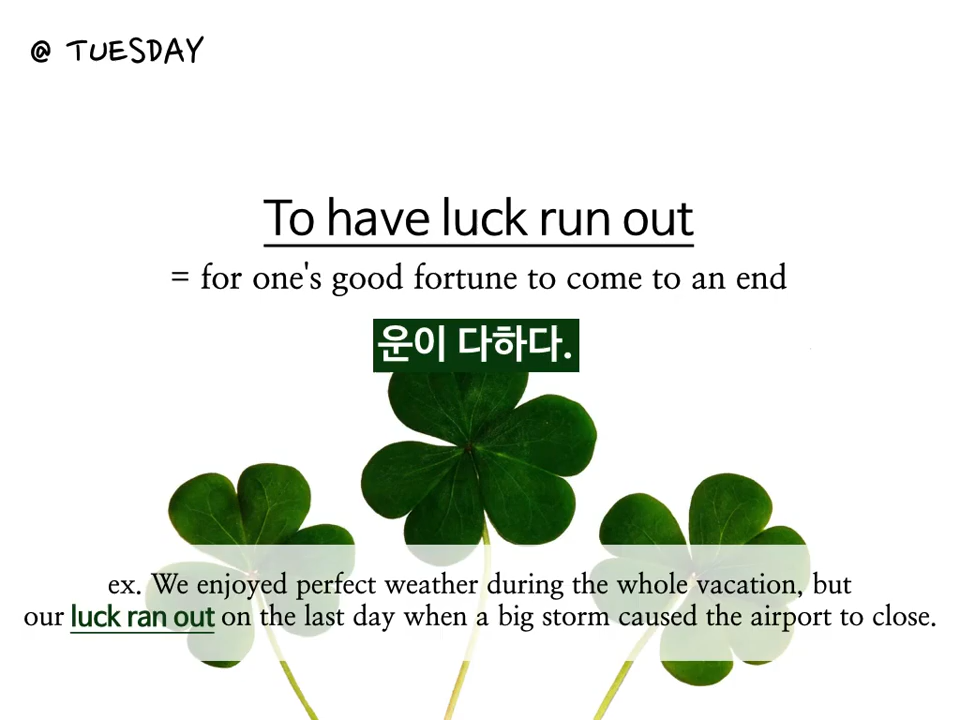 @ TUESDAY
To have luck run out
= for one's good fortune to come to an end
운이 다하다.
ex. We enjoyed perfect weather during the whole vacation, but
our luck ran out on the last day when a big storm caused the airport to close.